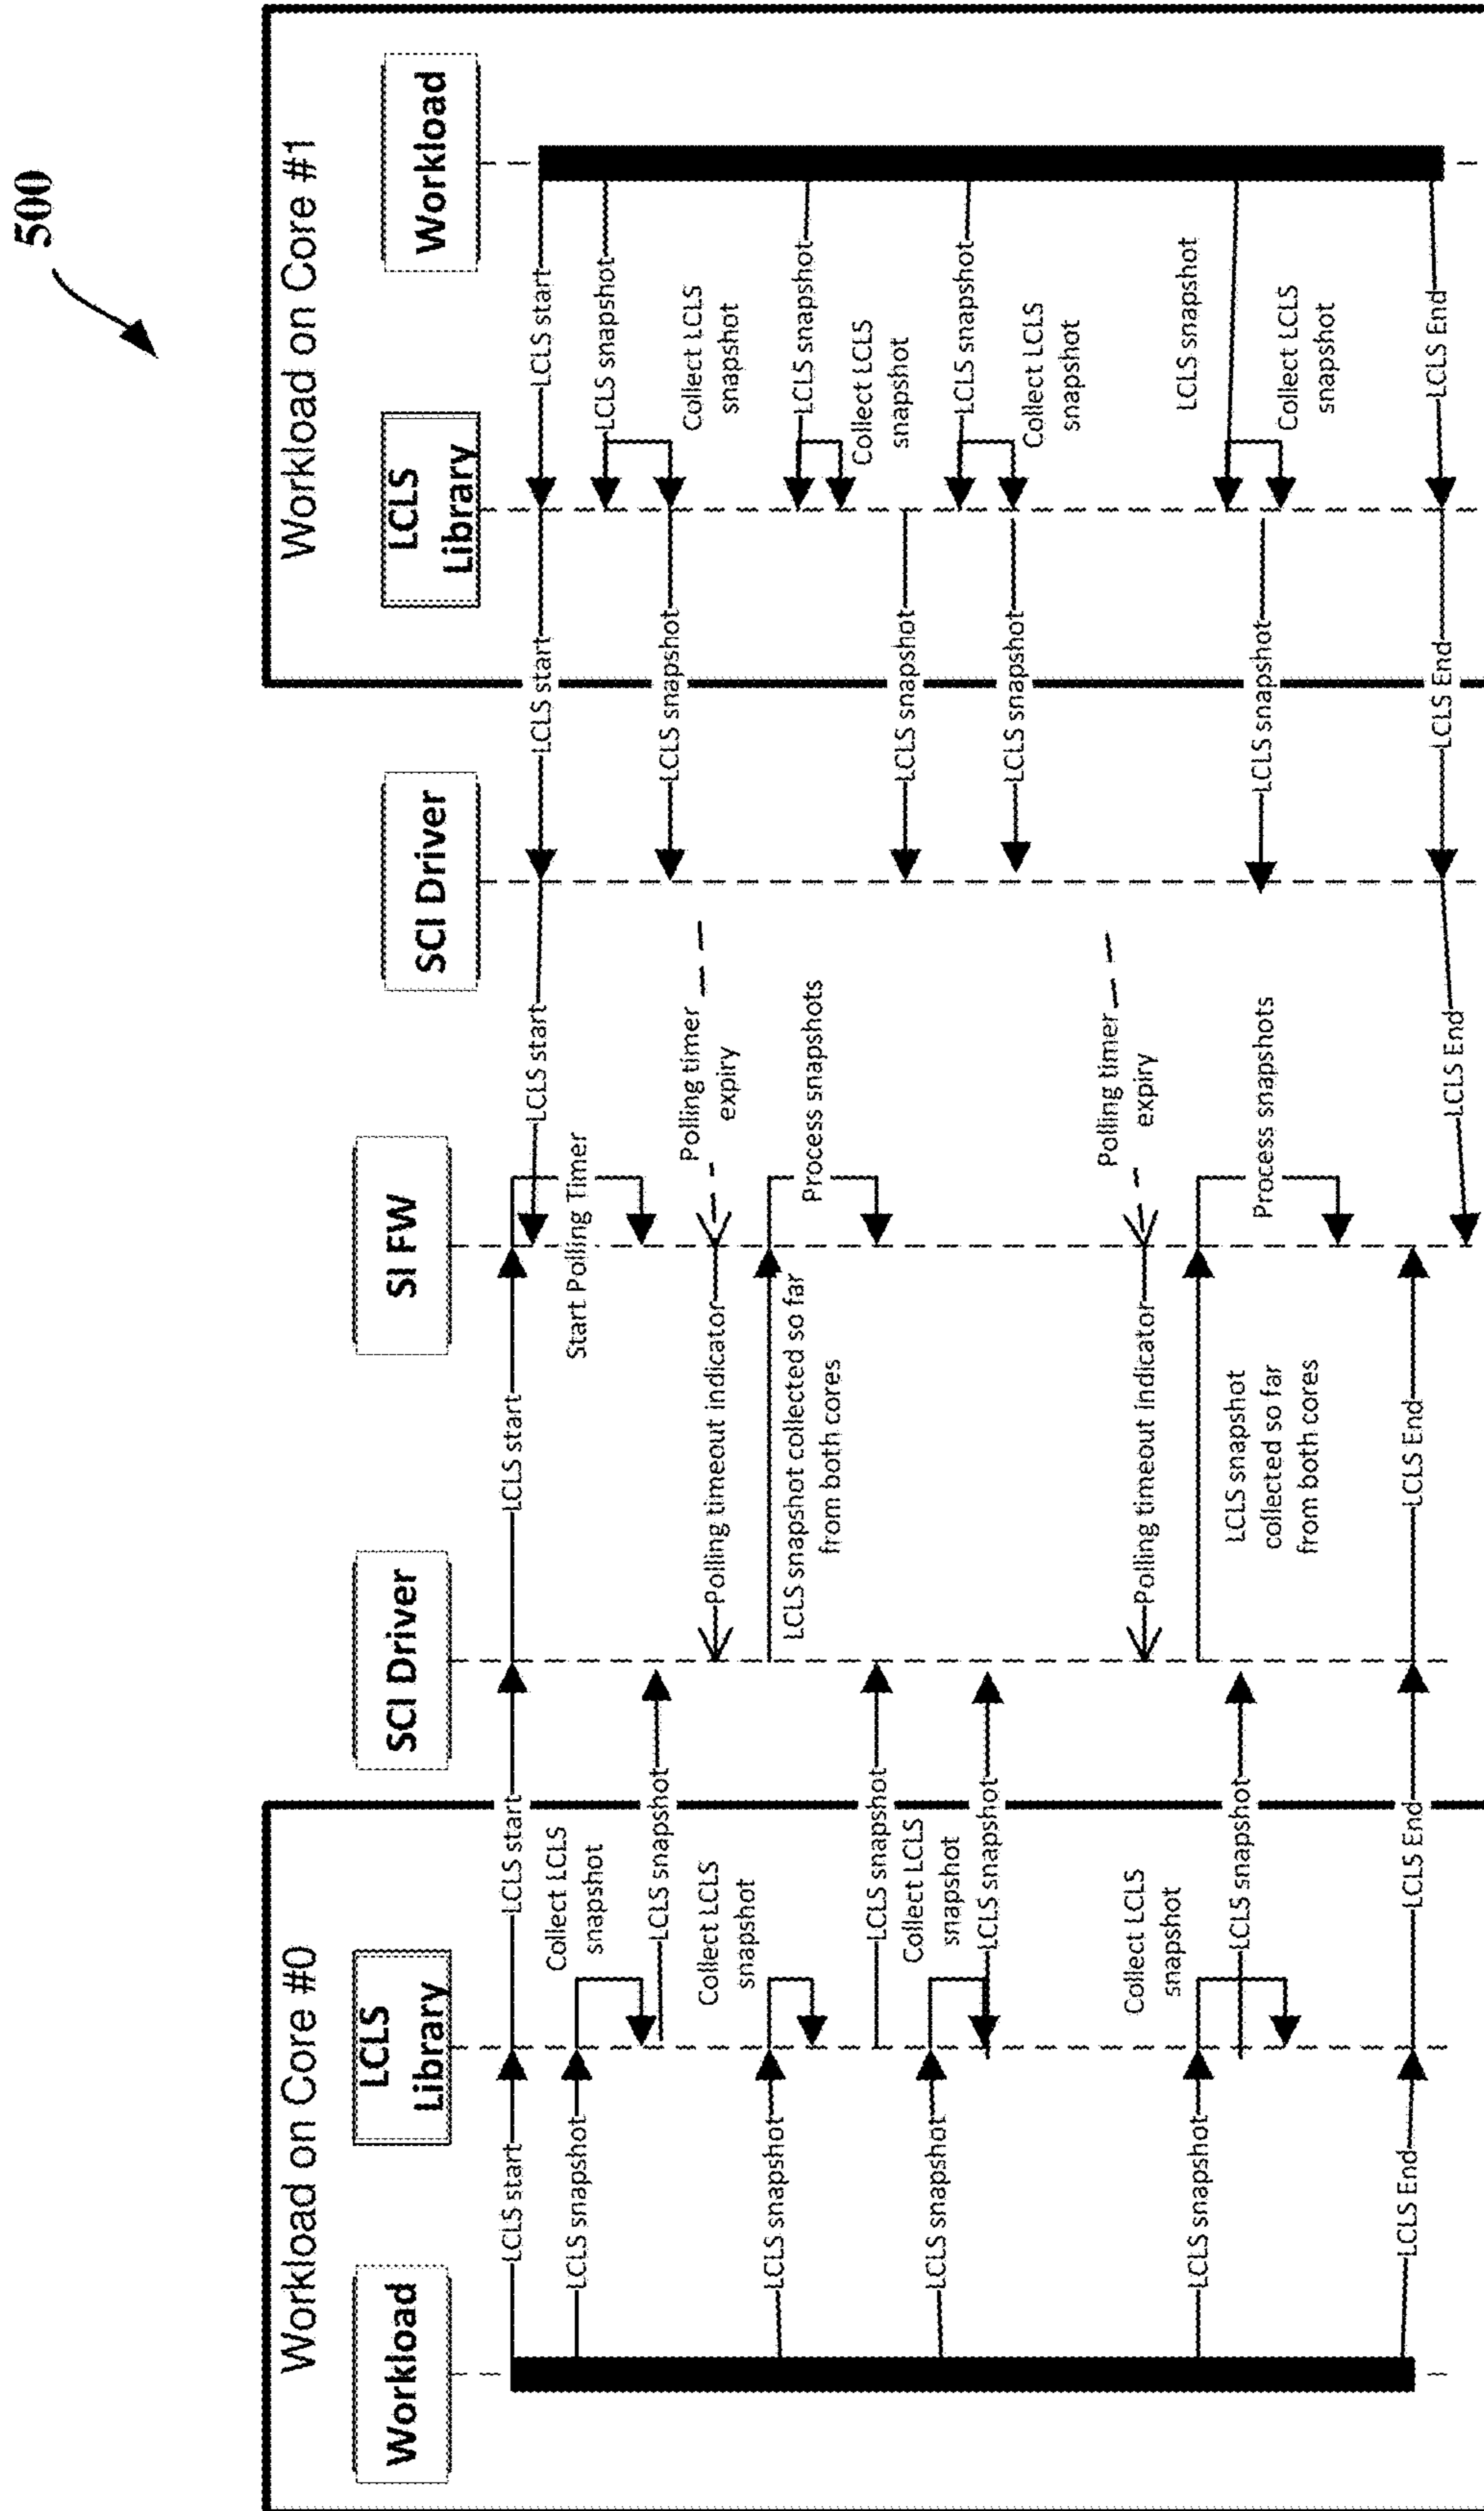 500
Workload on Core #0
Workload on Core #1
Workload
LCLS
Library
SCI Driver
SI FW
SCI Driver
LCLS
Library
Workload
LCLS start
LCLS start
LCLS start
LCLS start
LCLS start
LCLS start
LCLS snapshot
Collect LCLS
snapshot
Start Polling Timer
LCLS snapshot
LCLS snapshot
LCLS snapshot
Collect LCLS
snapshot
Polling timeout indicator
Polling timer
expiry
LCLS snapshot
Collect LCLS
snapshot
LCLS snapshot collected so far
from both cores
Process snapshots
LCLS snapshot
Collect LCLS
snapshot
LCLS snapshot
LCLS snapshot
LCLS snapshot
Collect LCLS
snapshot
LCLS snapshot
LCLS snapshot
LCLS snapshot
Collect LCLS
snapshot
Polling timeout indicator
Polling timer
expiry
LCLS snapshot
Collect LCLS
snapshot
LCLS snapshot
LCLS snapshot
collected so far
from both cores
Process snapshots
LCLS snapshot
LCLS snapshot
Collect LCLS
snapshot
LCLS End
LCLS End
LCLS End
LCLS End
LCLS End
LCLS End